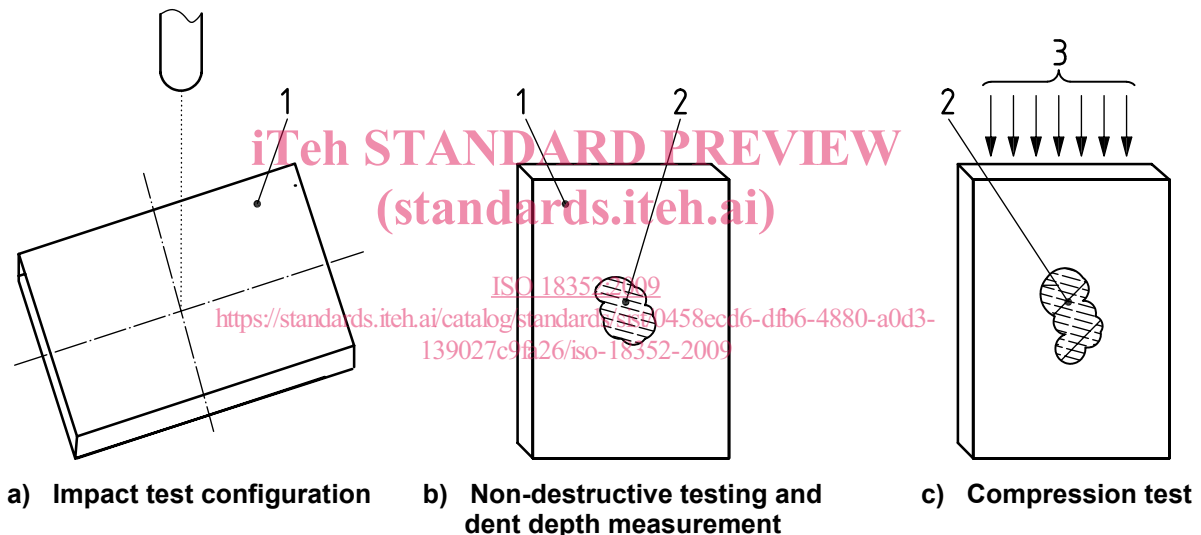 3
1
1
2
2
iTeh STANDARD PREVIEW
(standards.iteh.ai)
ISO 18352:2009
https://standards.iteh.ai/catalog/standards/sist/0458ecd6-dfb6-4880-a0d3-
139027c9fa26/iso-18352-2009
a) Impact test configuration
b) Non-destructive testing and
dent depth measurement
c) Compression test